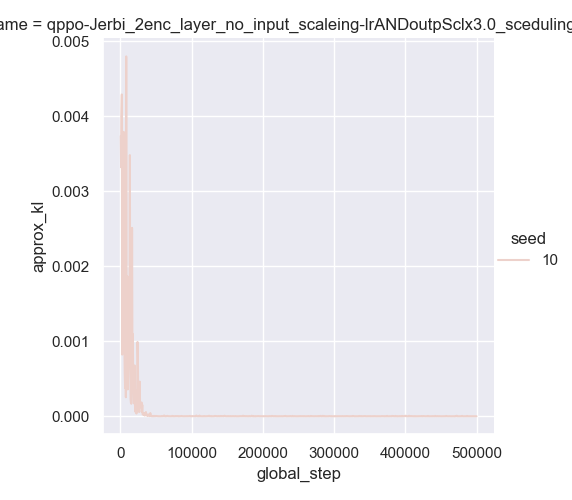 ame = qppo-Jerbi_2enc_layer_no_input_scaleing-lrANDoutpSclx3.0_sceduling
0.005
0.004
0.003
0.002
0.001
0.000
approx_kl
0 100000 200000 300000 400000 500000
global_step
seed
10